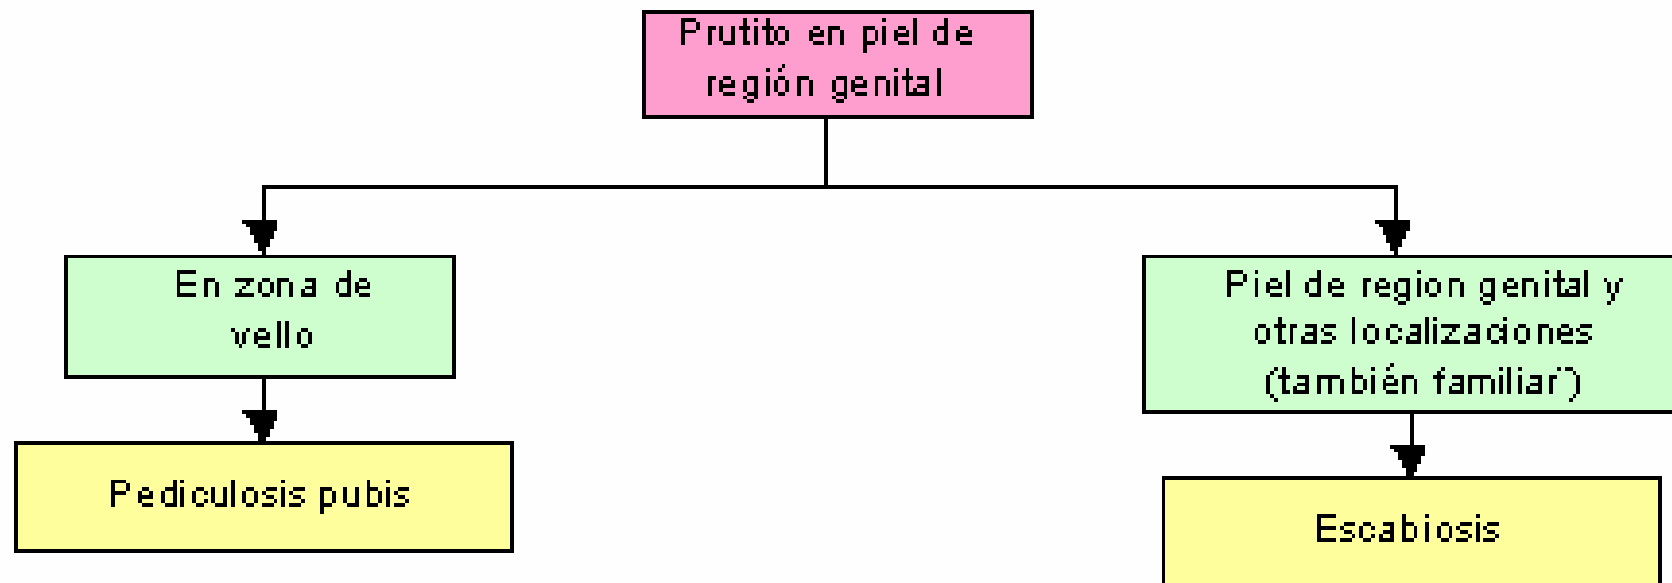 Prutito en piel de
región genital
En zona de
vello
Piel de region genital y
otras localizaciones
(también familiar)
Pediculosis pubis
Escabiosis